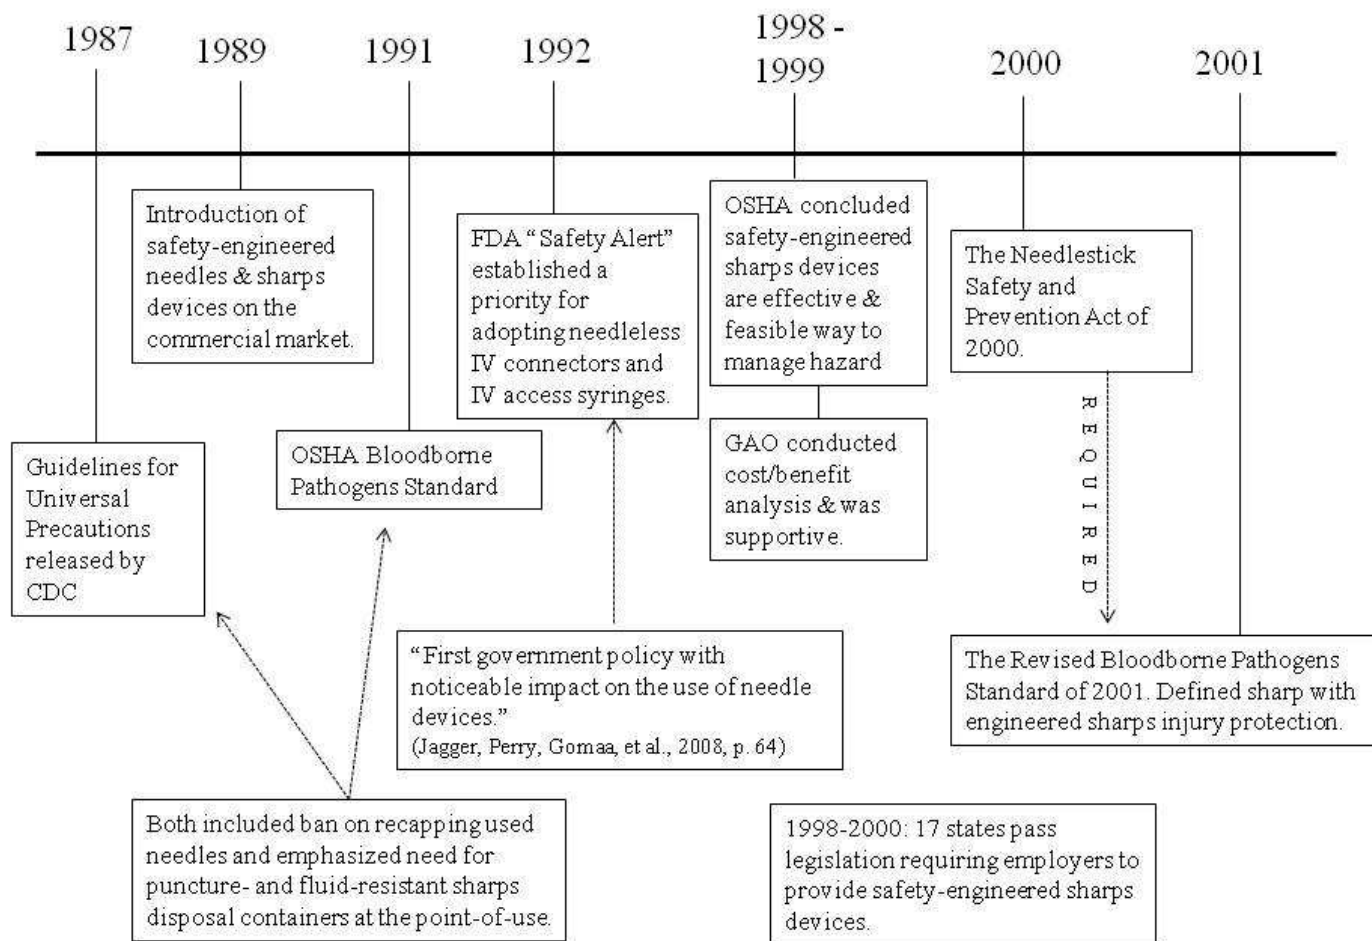 1987
1989
1991
1992
1998 -
1999
2000
2001
Introduction of
safety-engineered
needles & sharps
devices on the
commercial market.
FDA “Safety Alert”
established a
priority for
adopting needleless
IV connectors and
IV access syringes.
OSHA concluded
safety-engineered
sharps devices
are effective &
feasible way to
manage hazard
The Needlestick
Safety and
Prevention Act of
2000.
REQUIRED
Guidelines for
Universal
Precautions
released by
CDC
OSHA Bloodborne
Pathogens Standard
GAO conducted
cost/benefit
analysis & was
supportive.
“First government policy with
noticeable impact on the use of needle
devices.”
(Jagger, Perry, Gomaa, et al., 2008, p. 64)
The Revised Bloodborne Pathogens
Standard of 2001. Defined sharp with
engineered sharps injury protection.
Both included ban on recapping used
needles and emphasized need for
puncture- and fluid-resistant sharps
disposal containers at the point-of-use.
1998-2000: 17 states pass
legislation requiring employers to
provide safety-engineered sharps
devices.